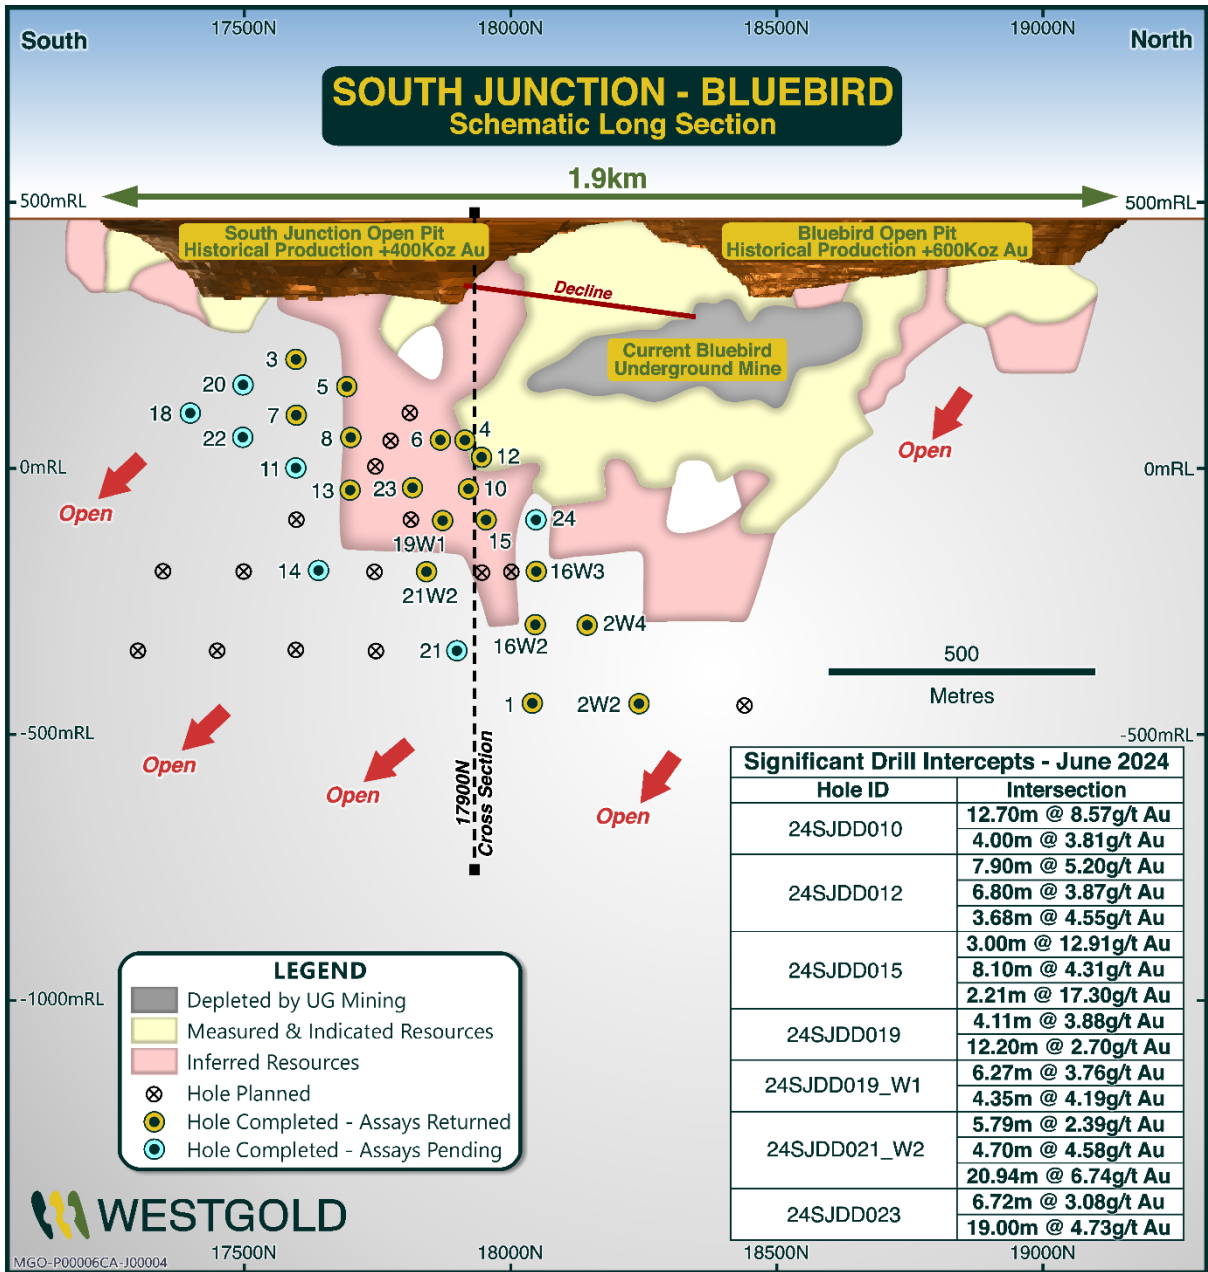 17500N 18000N 18500N 19000N
South North
SOUTH JUNCTION - BLUEBIRD
Schematic Long Section
1.9km
500mRL 500mRL
South Junction Open Pit
Historical Production +400Koz Au
Bluebird Open Pit
Historical Production +600Koz Au
Decline
Current Bluebird
Underground Mine
3
20
5
18
7
22
8
6
4
12
11
0mRL 0mRL
13
23
10
Open
Open
19W1
15
24
14
21W2
16W3
16W2
2W4
21
1
2W2
500
Metres
-500mRL -500mRL
Open
Open
Open
17900N
Cross Section
Significant Drill Intercepts - June 2024
Hole ID Intersection
24SJDD010
12.70m @ 8.57g/t Au
4.00m @ 3.81g/t Au
24SJDD012
7.90m @ 5.20g/t Au
6.80m @ 3.87g/t Au
3.68m @ 4.55g/t Au
24SJDD015
3.00m @ 12.91g/t Au
8.10m @ 4.31g/t Au
2.21m @ 17.30g/t Au
24SJDD019
4.11m @ 3.88g/t Au
12.20m @ 2.70g/t Au
24SJDD019_W1
6.27m @ 3.76g/t Au
4.35m @ 4.19g/t Au
24SJDD021_W2
5.79m @ 2.39g/t Au
4.70m @ 4.58g/t Au
20.94m @ 6.74g/t Au
24SJDD023
6.72m @ 3.08g/t Au
19.00m @ 4.73g/t Au
-1000mRL
LEGEND
Depleted by UG Mining
Measured & Indicated Resources
Inferred Resources
Hole Planned
Hole Completed - Assays Returned
Hole Completed - Assays Pending
WESTGOLD
MGO-P00006CA-J00004
17500N 18000N 18500N 19000N